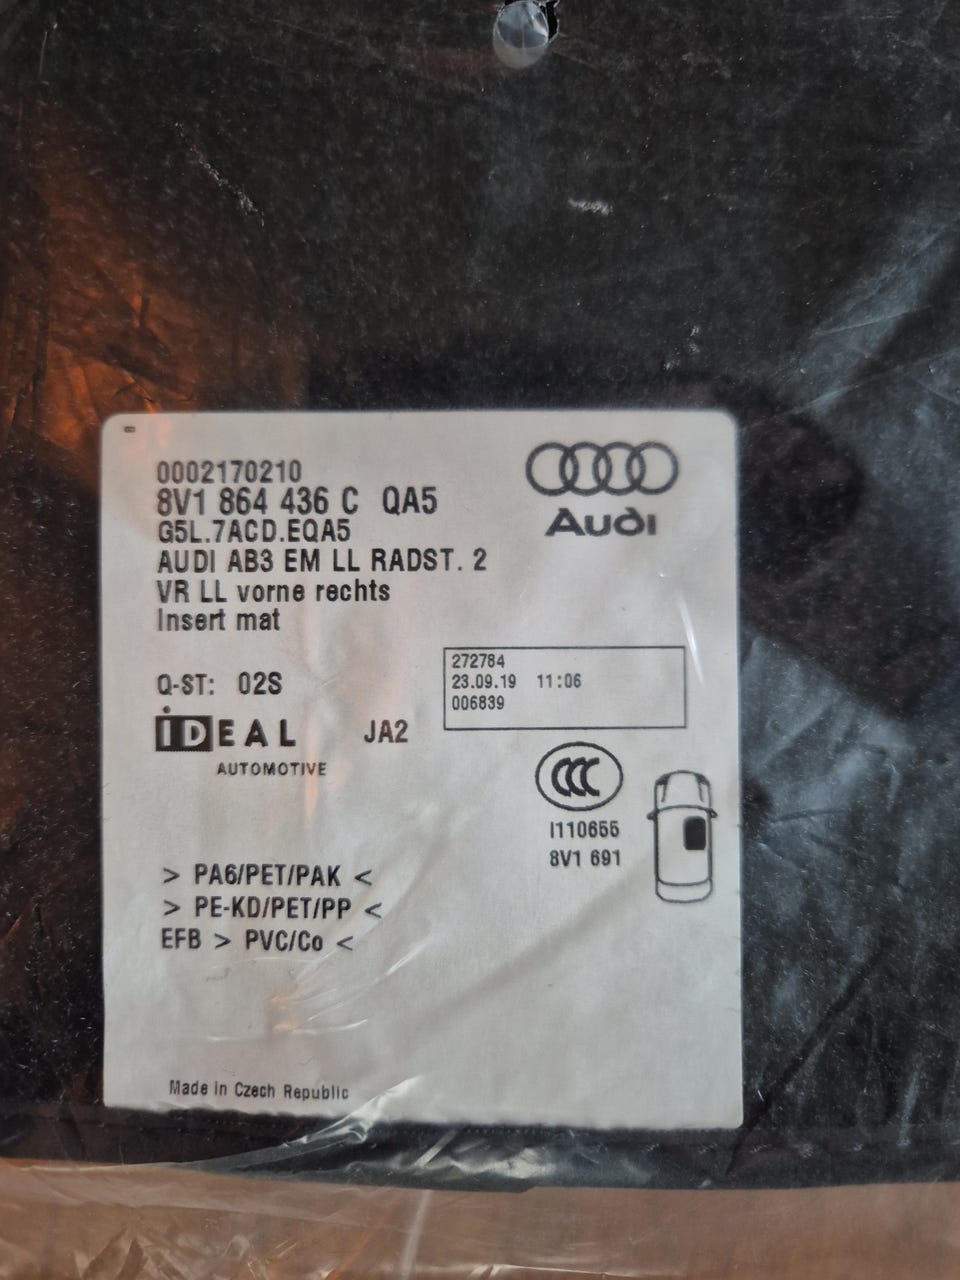 0002170210
8V1 864 436 C QA5
G5L.7ACD.EQA5
AUDI AB3 EM LL RADST. 2
VR LL vorne rechts
Insert mat
Audi
Q-ST: 02S
272784
23.09.19 11:06
006839
iDEAL
AUTOMOTIVE
JA2
CCC
I110655
8V1 691
> PA6/PET/PAK <
> PE-KD/PET/PP <
EFB > PVC/Co <
Made in Czech Republic